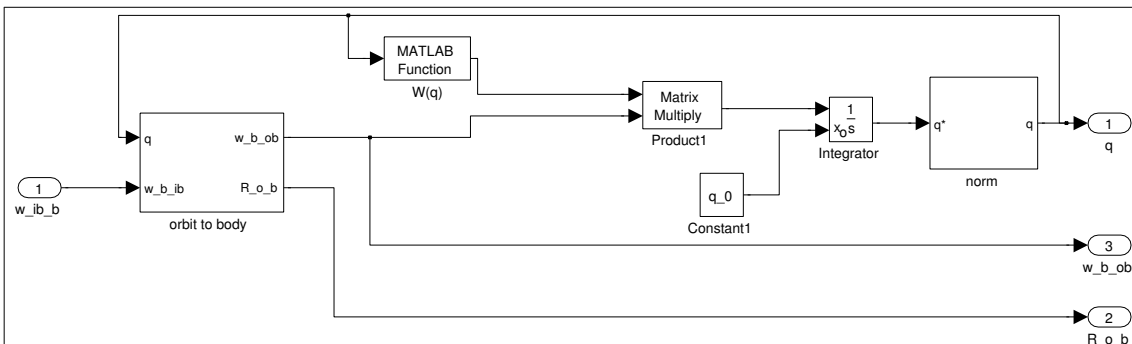 MATLAB
Function
W(q)
Matrix
Multiply
Product1
1
s
x
o
Integrator
q*
q
norm
1
q
q
w_b_ib
w_b_ob
R_o_b
orbit to body
1
w_ib_b
q_0
Constant1
3
w_b_ob
2
R_o_b